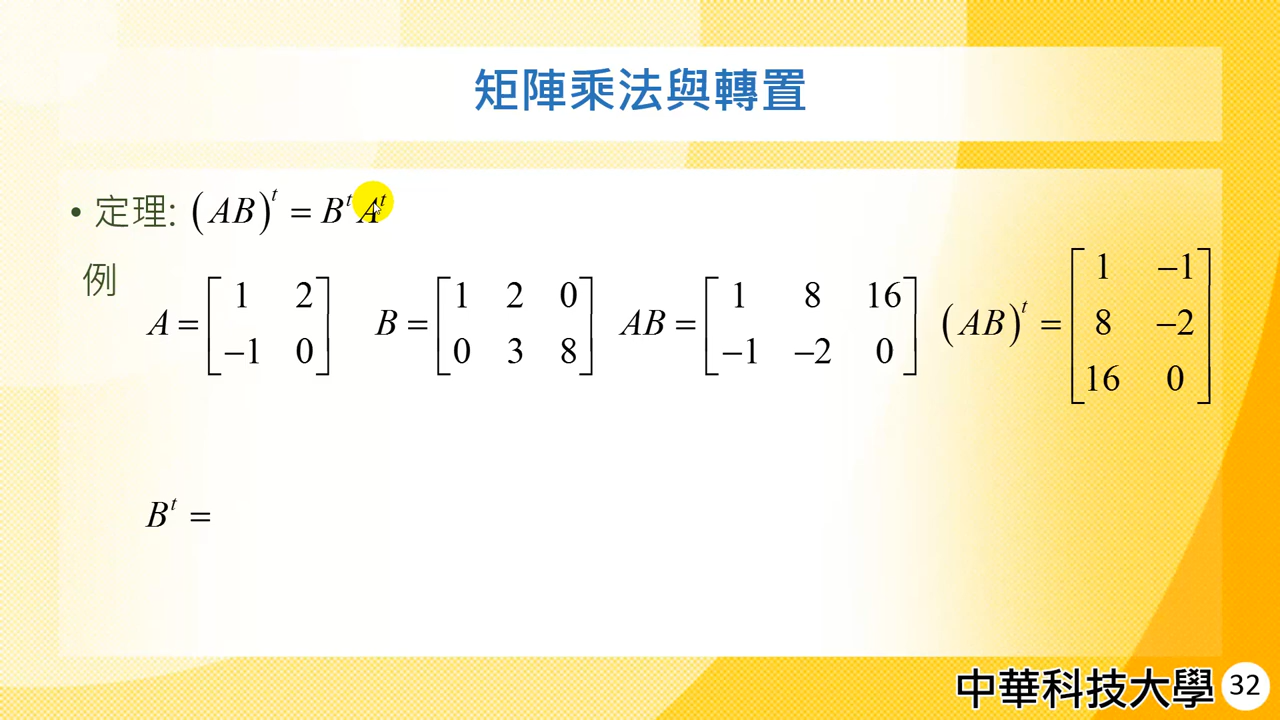 矩陣乘法與轉置
• 定理: (AB)^t = B^t A^t
例
A = [1 2; −1 0] B = [1 2 0; 0 3 8] AB = [1 8 16; −1 −2 0] (AB)^t = [1 −1; 8 −2; 16 0]
B^t =
中華科技大學 32